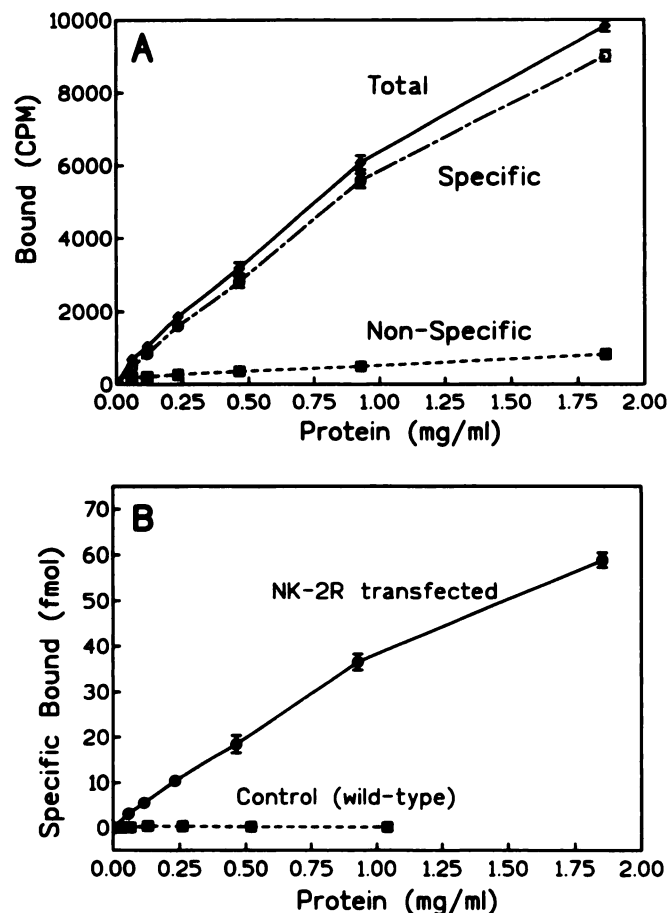 A
10000
8000
6000
4000
2000
0
Bound (CPM)
Total
Specific
Non-Specific
0.00 0.25 0.50 0.75 1.00 1.25 1.50 1.75 2.00
Protein (mg/ml)
B
70
60
50
40
30
20
10
0
Specific Bound (fmol)
NK-2R transfected
Control (wild-type)
0.00 0.25 0.50 0.75 1.00 1.25 1.50 1.75 2.00
Protein (mg/ml)